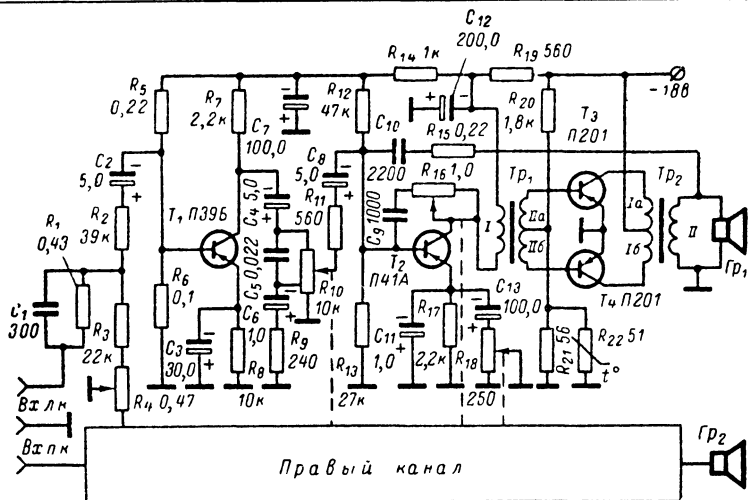 C12
200,0
R14 1к
R19 560
R5
0,22
R7
2,2к
R12
47к
-18В
C7
100,0
C10
R15 0,22
R20
1,8к
T3
П201
C2
5,0
C8
5,0
2200
R16 1,0
Тр1
Тр2
R1
0,43
R2
39к
T1 П39Б
C4 5,0
R11
560
C9 1000
I
IIа
IIб
Iа
Iб
II
Гр1
C5 0,022
R10
10к
T2
П41А
T4 П201
C1
300
R3
22к
R6
0,1
C3
30,0
C6
1,0
R8
10к
R9
240
R13
27к
C11
1,0
R17
2,2к
C13
100,0
R18
250
R21 56
R22 51
t°
Вх лк
R4 0,47
Вх пк
Гр2
Правый канал